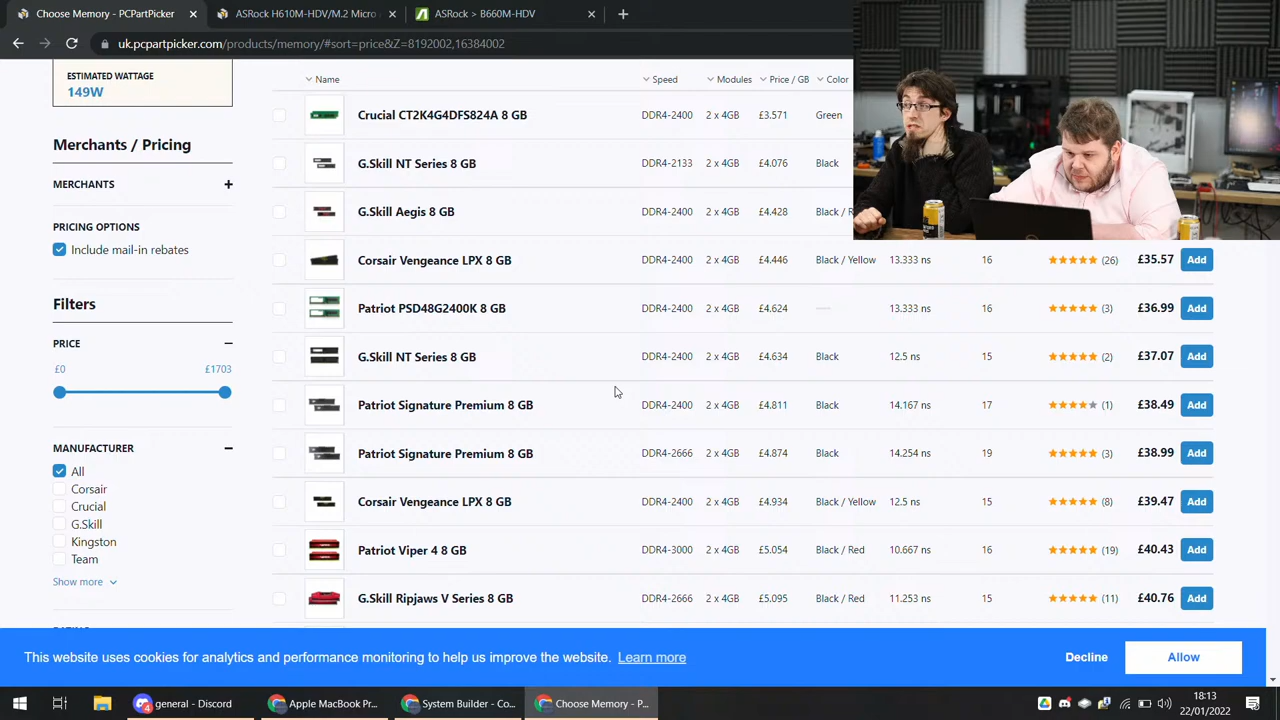 Choose Memory - PCPartPicker
ASRock H610M-HDV/M.2 Micro
ASRock > B660M-HDV
uk.pcpartpicker.com/products/memory/#sort=price&Z=8192002,16384002
ESTIMATED WATTAGE
149W
Merchants / Pricing
MERCHANTS
PRICING OPTIONS
Include mail-in rebates
Filters
PRICE
£0 £1703
MANUFACTURER
All
Corsair
Crucial
G.Skill
Kingston
Team
Show more
Name Speed Modules Price / GB Color
Crucial CT2K4G4DFS824A 8 GB DDR4-2400 2 x 4GB £3.571 Green
G.Skill NT Series 8 GB DDR4-2133 2 x 4GB £4.076 Black
G.Skill Aegis 8 GB DDR4-2400 2 x 4GB £4.428 Black /
Corsair Vengeance LPX 8 GB DDR4-2400 2 x 4GB £4.446 Black / Yellow 13.333 ns 16 (26) £35.57 Add
Patriot PSD48G2400K 8 GB DDR4-2400 2 x 4GB £4.624 13.333 ns 16 (3) £36.99 Add
G.Skill NT Series 8 GB DDR4-2400 2 x 4GB £4.634 Black 12.5 ns 15 (2) £37.07 Add
Patriot Signature Premium 8 GB DDR4-2400 2 x 4GB £4.811 Black 14.167 ns 17 (1) £38.49 Add
Patriot Signature Premium 8 GB DDR4-2666 2 x 4GB £4.874 Black 14.254 ns 19 (3) £38.99 Add
Corsair Vengeance LPX 8 GB DDR4-2400 2 x 4GB £4.934 Black / Yellow 12.5 ns 15 (8) £39.47 Add
Patriot Viper 4 8 GB DDR4-3000 2 x 4GB £5.054 Black / Red 10.667 ns 16 (19) £40.43 Add
G.Skill Ripjaws V Series 8 GB DDR4-2666 2 x 4GB £5.095 Black / Red 11.253 ns 15 (11) £40.76 Add
This website uses cookies for analytics and performance monitoring to help us improve the website. Learn more Decline Allow
general - Discord
Apple MacBook P...
System Builder - Co...
Choose Memory - P...
18:13
22/01/2022